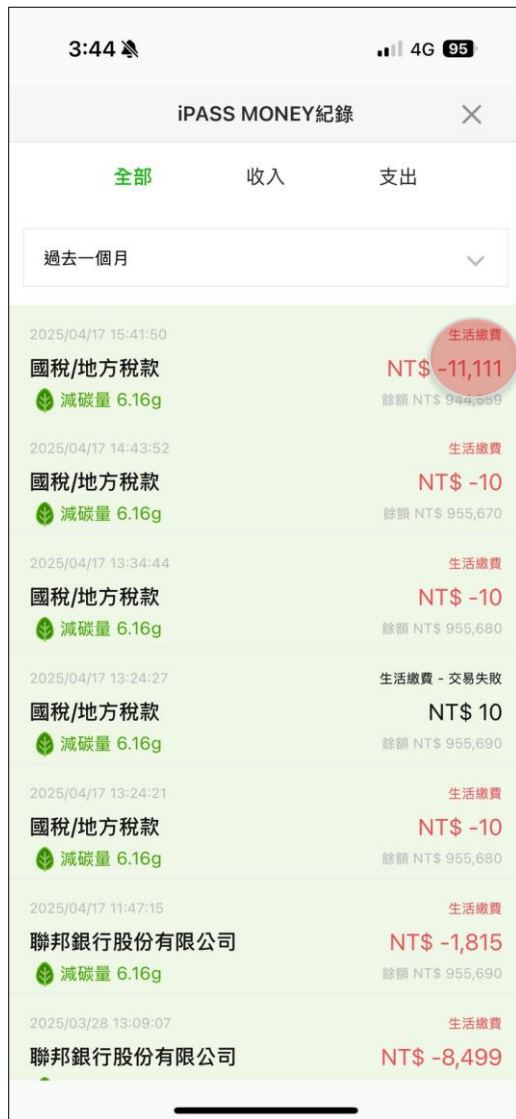 3:44
4G 95
iPASS MONEY紀錄
全部 收入 支出
過去一個月
2025/04/17 15:41:50 生活繳費
國稅/地方稅款 NT$ -11,111
減碳量 6.16g 餘額 NT$ 944,559
2025/04/17 14:43:52 生活繳費
國稅/地方稅款 NT$ -10
減碳量 6.16g 餘額 NT$ 955,670
2025/04/17 13:34:44 生活繳費
國稅/地方稅款 NT$ -10
減碳量 6.16g 餘額 NT$ 955,680
2025/04/17 13:24:27 生活繳費 - 交易失敗
國稅/地方稅款 NT$ 10
減碳量 6.16g 餘額 NT$ 955,690
2025/04/17 13:24:21 生活繳費
國稅/地方稅款 NT$ -10
減碳量 6.16g 餘額 NT$ 955,680
2025/04/17 11:47:15 生活繳費
聯邦銀行股份有限公司 NT$ -1,815
減碳量 6.16g 餘額 NT$ 955,690
2025/03/28 13:09:07 生活繳費
聯邦銀行股份有限公司 NT$ -8,499